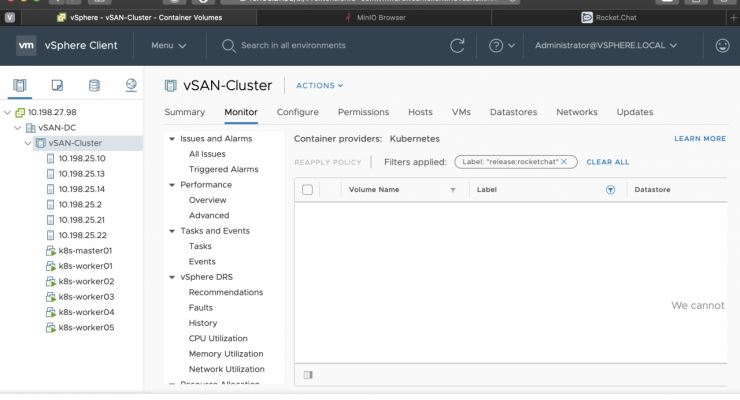 vSphere - vSAN-Cluster - Container Volumes
MinIO Browser
Rocket.Chat
vm vSphere Client
Menu
Search in all environments
Administrator@VSPHERE.LOCAL
vSAN-Cluster
ACTIONS
Summary Monitor Configure Permissions Hosts VMs Datastores Networks Updates
10.198.27.98
vSAN-DC
vSAN-Cluster
10.198.25.10
10.198.25.13
10.198.25.14
10.198.25.2
10.198.25.21
10.198.25.22
k8s-master01
k8s-worker01
k8s-worker02
k8s-worker03
k8s-worker04
k8s-worker05
Issues and Alarms
All Issues
Triggered Alarms
Performance
Overview
Advanced
Tasks and Events
Tasks
Events
vSphere DRS
Recommendations
Faults
History
CPU Utilization
Memory Utilization
Network Utilization
Resource Allocation
Container providers: Kubernetes
LEARN MORE
REAPPLY POLICY
Filters applied:
Label: "release:rocketchat" ×
CLEAR ALL
Volume Name Label Datastore
We cannot